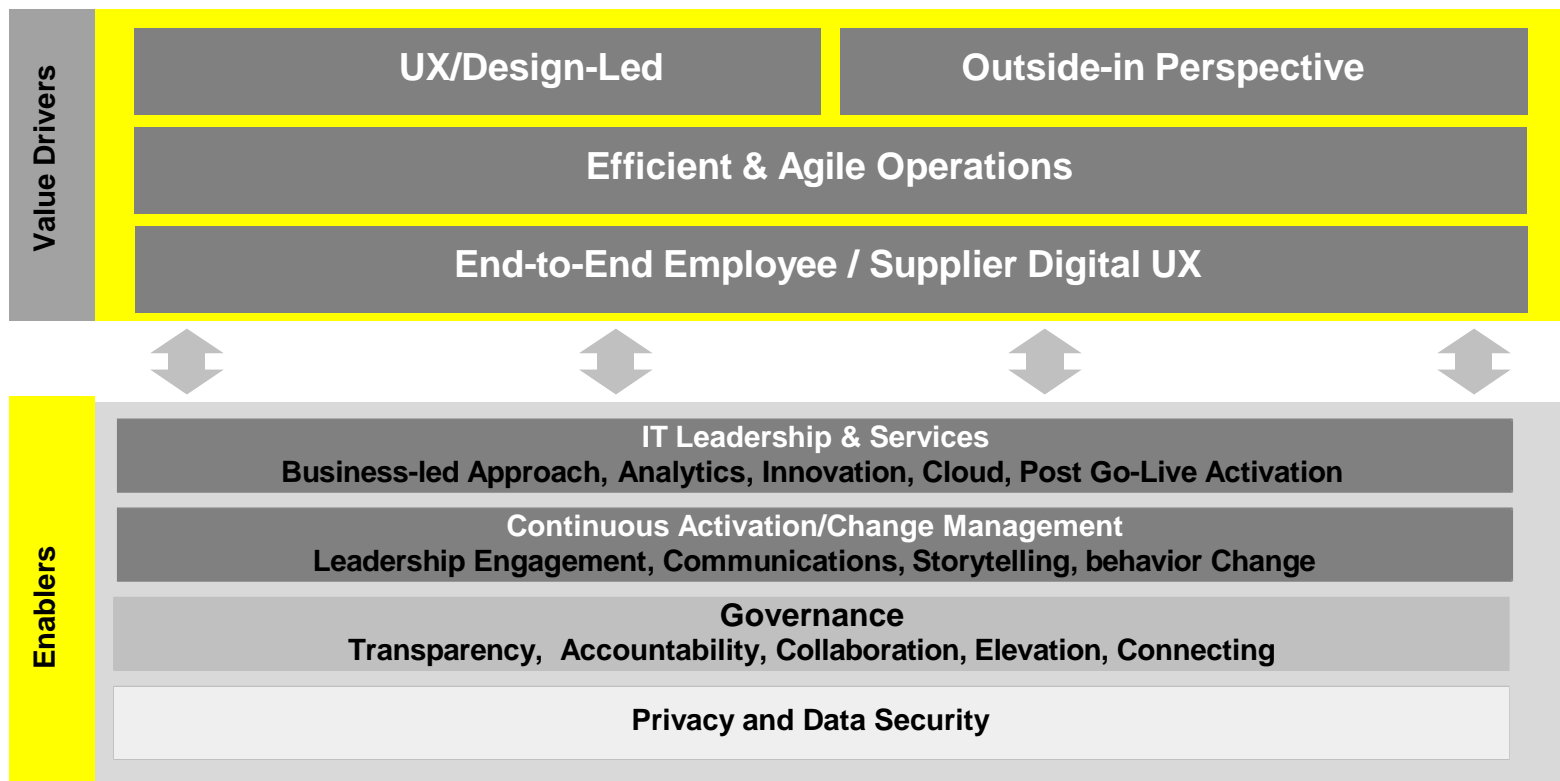 Value Drivers
UX/Design-Led
Outside-in Perspective
Efficient & Agile Operations
End-to-End Employee / Supplier Digital UX
Enablers
IT Leadership & Services
Business-led Approach, Analytics, Innovation, Cloud, Post Go-Live Activation
Continuous Activation/Change Management
Leadership Engagement, Communications, Storytelling, behavior Change
Governance
Transparency,  Accountability, Collaboration, Elevation, Connecting
Privacy and Data Security